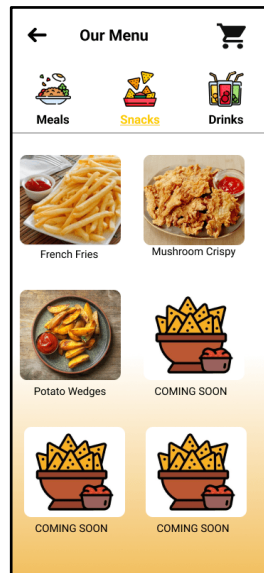 Our Menu
Meals
Snacks
Drinks
French Fries
Mushroom Crispy
Potato Wedges
COMING SOON
COMING SOON
COMING SOON